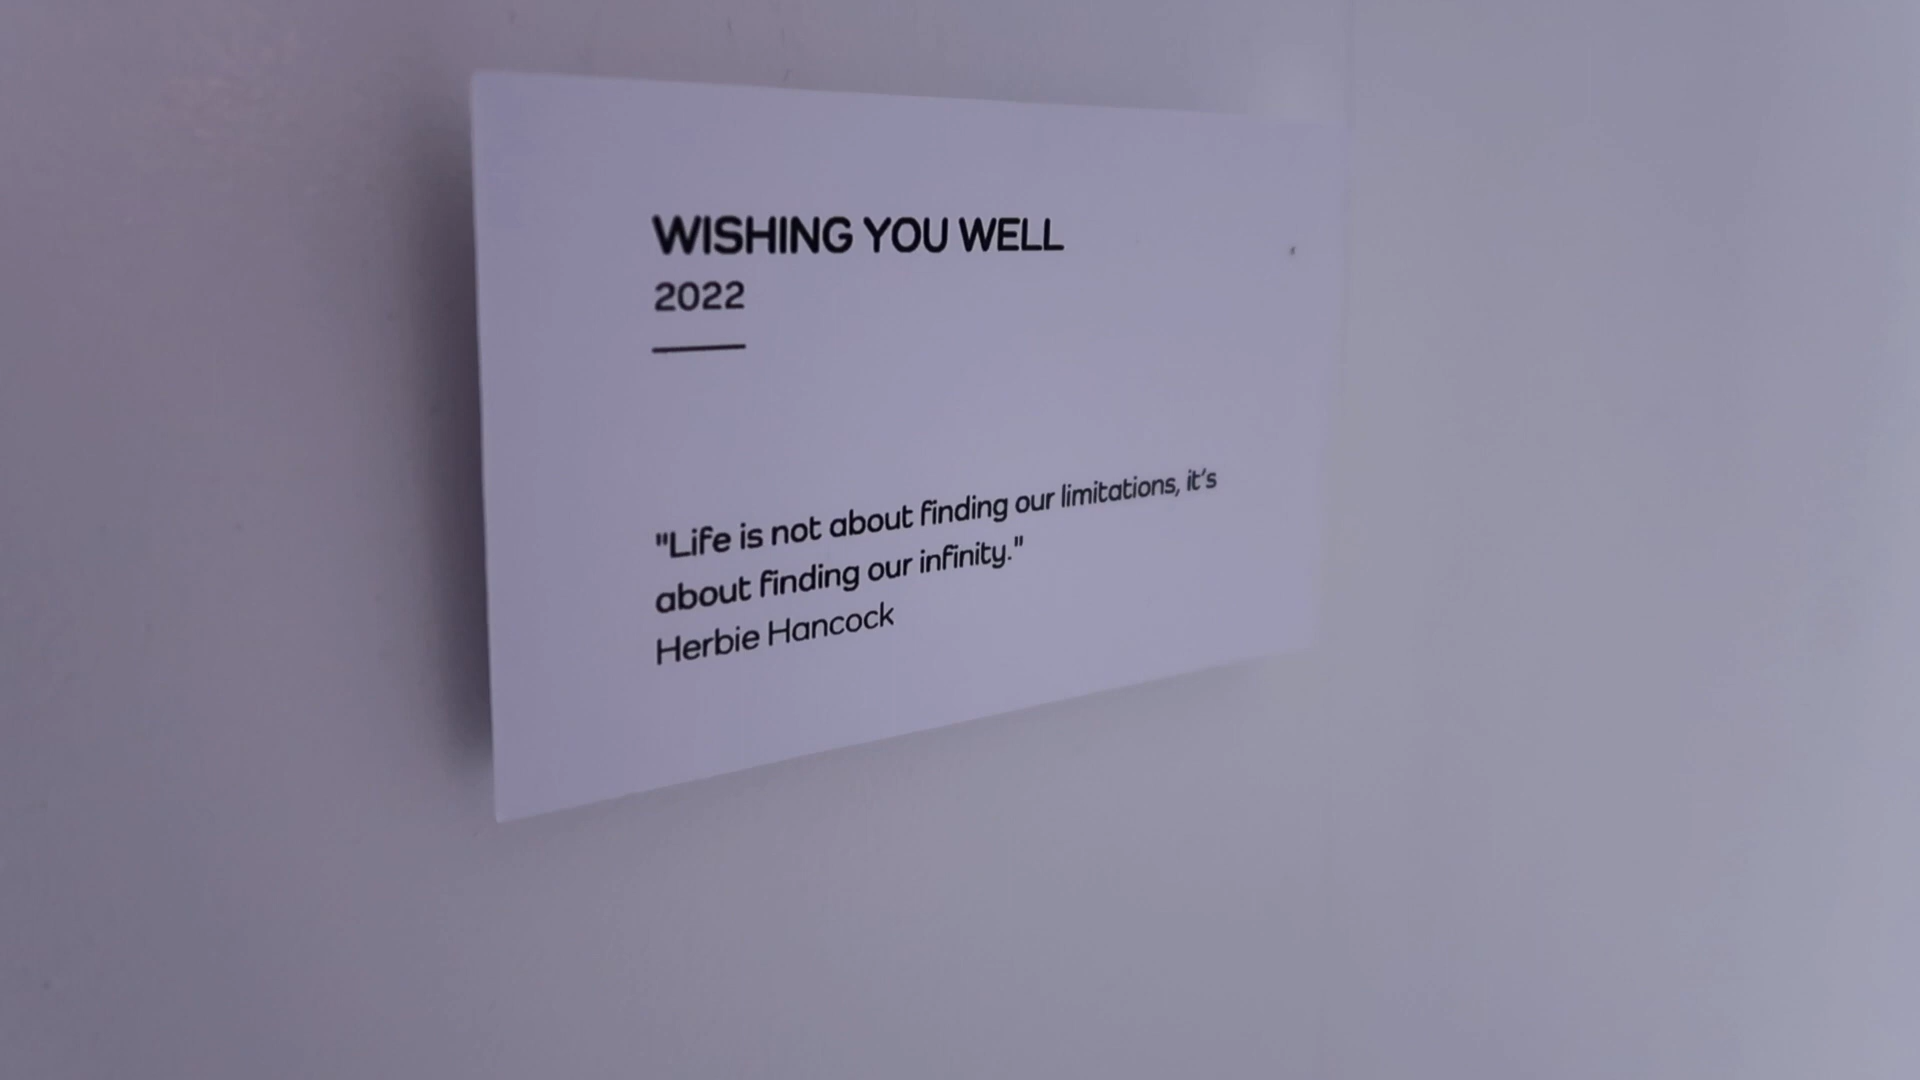 WISHING YOU WELL
2022
"Life is not about finding our limitations, it's
about finding our infinity."
Herbie Hancock